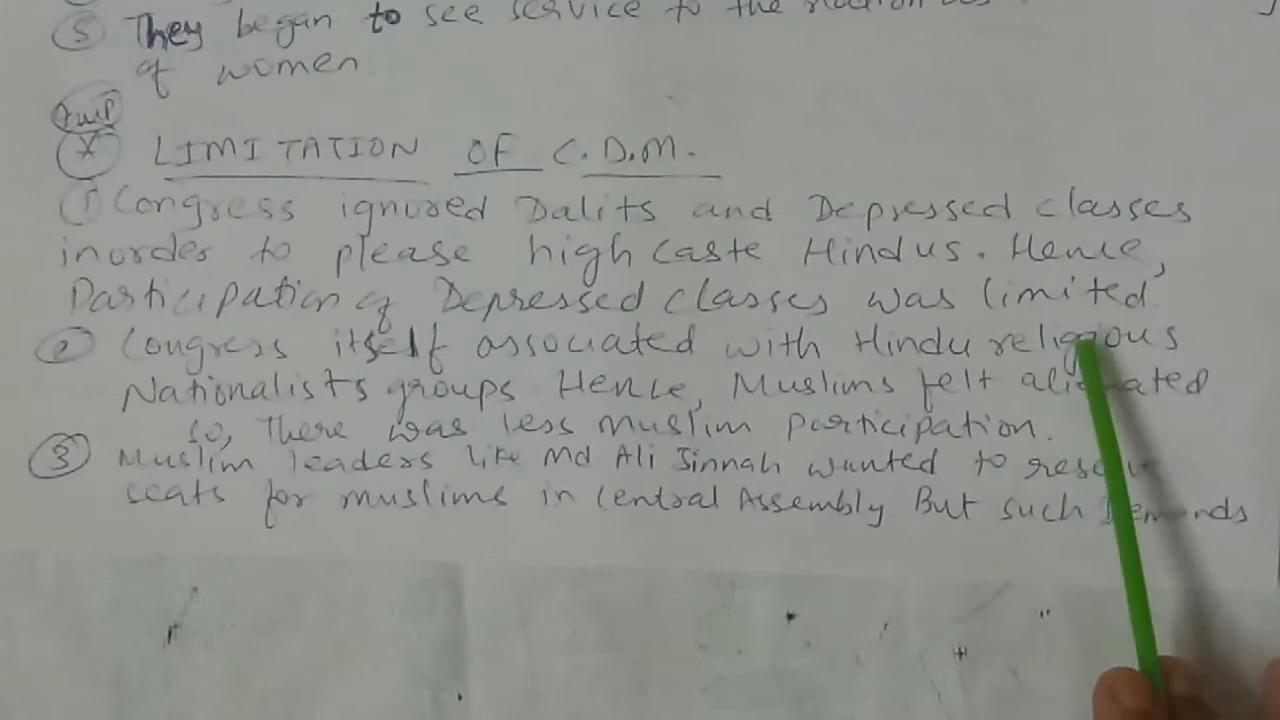 ⑤ They began to see service to the nation
of women
Imp
* LIMITATION OF C.D.M.
① Congress ignored Dalits and Depressed classes
inorder to please high caste Hindus. Hence,
Participation of Depressed classes was limited
② Congress itself associated with Hindu religious
Nationalists groups Hence, Muslims felt alienated
so, There was less muslim participation.
③ Muslim leaders like Md Ali Jinnah wanted to
seats for muslims in Central Assembly But such Demands